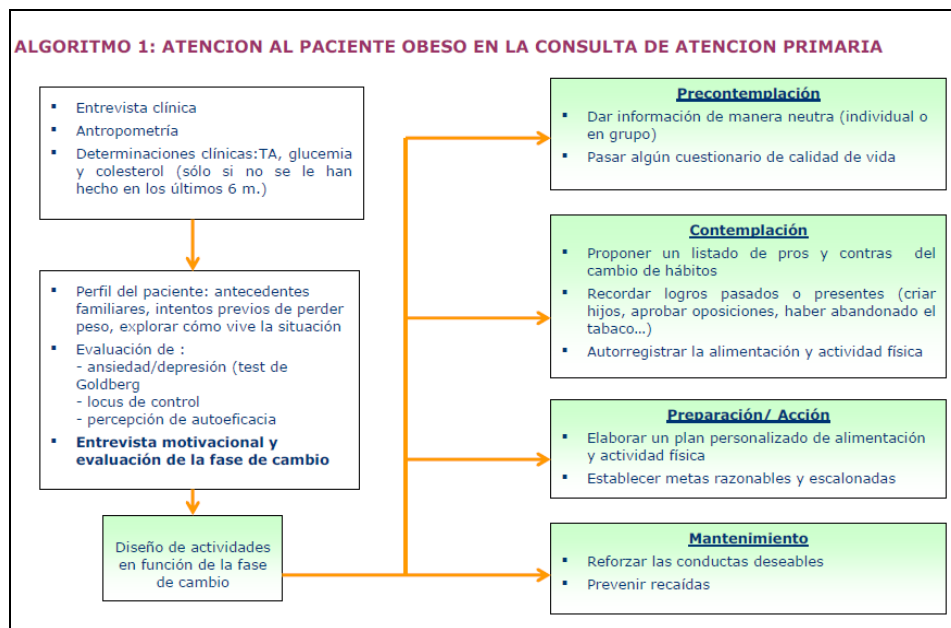 ALGORITMO 1: ATENCION AL PACIENTE OBESO EN LA CONSULTA DE ATENCION PRIMARIA
▪ Entrevista clínica
▪ Antropometría
▪ Determinaciones clínicas:TA, glucemia
y colesterol (sólo si no se le han
hecho en los últimos 6 m.)
▪ Perfil del paciente: antecedentes
familiares, intentos previos de perder
peso, explorar cómo vive la situación
▪ Evaluación de :
- ansiedad/depresión (test de
Goldberg
- locus de control
- percepción de autoeficacia
▪ Entrevista motivacional y
evaluación de la fase de cambio
Diseño de actividades
en función de la fase
de cambio
Precontemplación
▪ Dar información de manera neutra (individual o
en grupo)
▪ Pasar algún cuestionario de calidad de vida
Contemplación
▪ Proponer un listado de pros y contras del
cambio de hábitos
▪ Recordar logros pasados o presentes (criar
hijos, aprobar oposiciones, haber abandonado el
tabaco…)
▪ Autorregistrar la alimentación y actividad física
Preparación/ Acción
▪ Elaborar un plan personalizado de alimentación
y actividad física
▪ Establecer metas razonables y escalonadas
Mantenimiento
▪ Reforzar las conductas deseables
▪ Prevenir recaídas